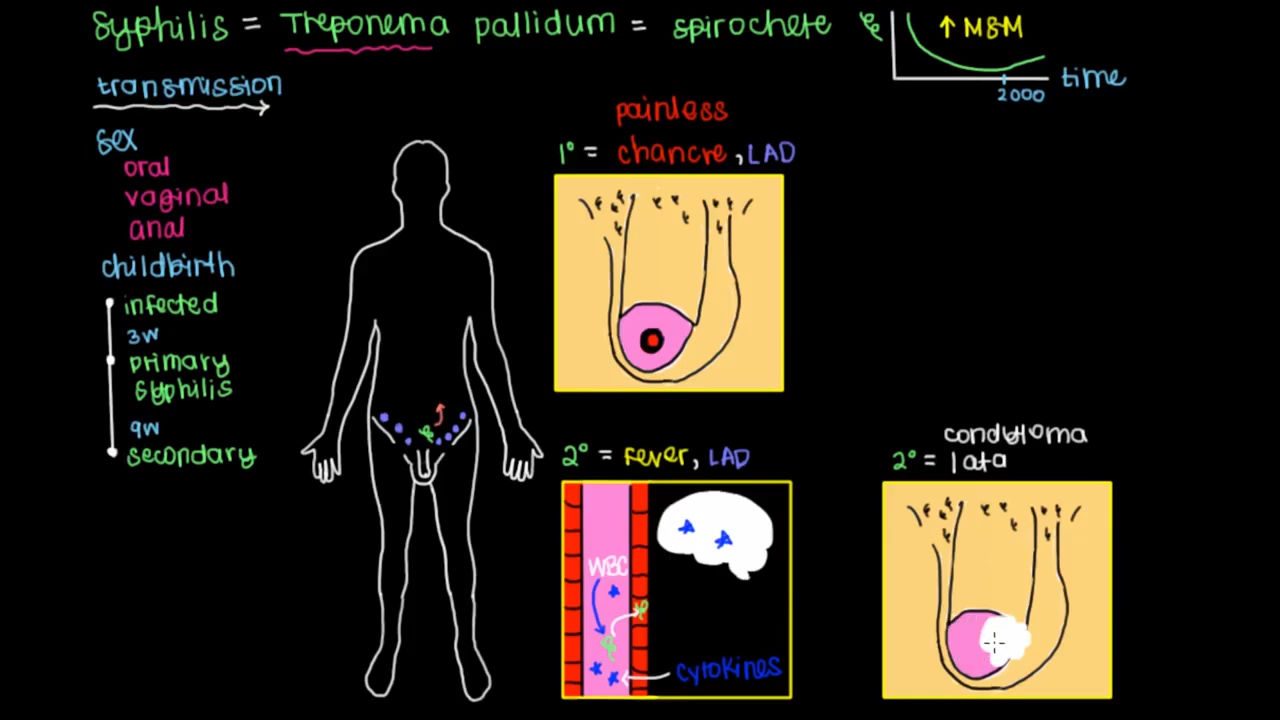 syphilis = Treponema pallidum = spirochete
↑ MSM
time
2000
transmission
sex
oral
vaginal
anal
childbirth
infected
3w
primary
syphilis
9w
secondary
painless
1° = chancre, LAD
2° = fever, LAD
WBC
cytokines
condyloma
2° = lata